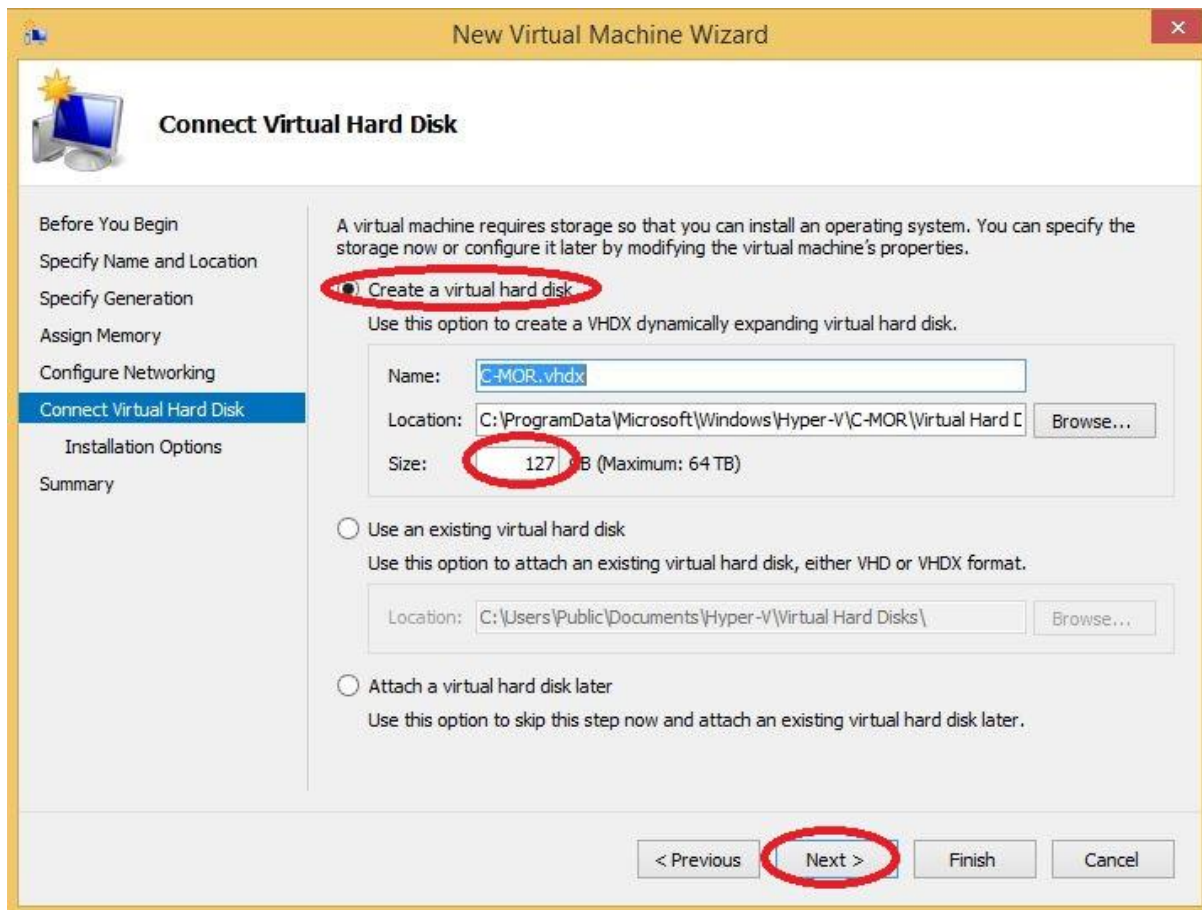 New Virtual Machine Wizard
Connect Virtual Hard Disk
Before You Begin
Specify Name and Location
Specify Generation
Assign Memory
Configure Networking
Connect Virtual Hard Disk
Installation Options
Summary
A virtual machine requires storage so that you can install an operating system. You can specify the
storage now or configure it later by modifying the virtual machine's properties.
Create a virtual hard disk
Use this option to create a VHDX dynamically expanding virtual hard disk.
Name: C-MOR.vhdx
Location: C:\ProgramData\Microsoft\Windows\Hyper-V\C-MOR\Virtual Hard D Browse...
Size: 127 GB (Maximum: 64 TB)
Use an existing virtual hard disk
Use this option to attach an existing virtual hard disk, either VHD or VHDX format.
Location: C:\Users\Public\Documents\Hyper-V\Virtual Hard Disks\ Browse...
Attach a virtual hard disk later
Use this option to skip this step now and attach an existing virtual hard disk later.
< Previous Next > Finish Cancel